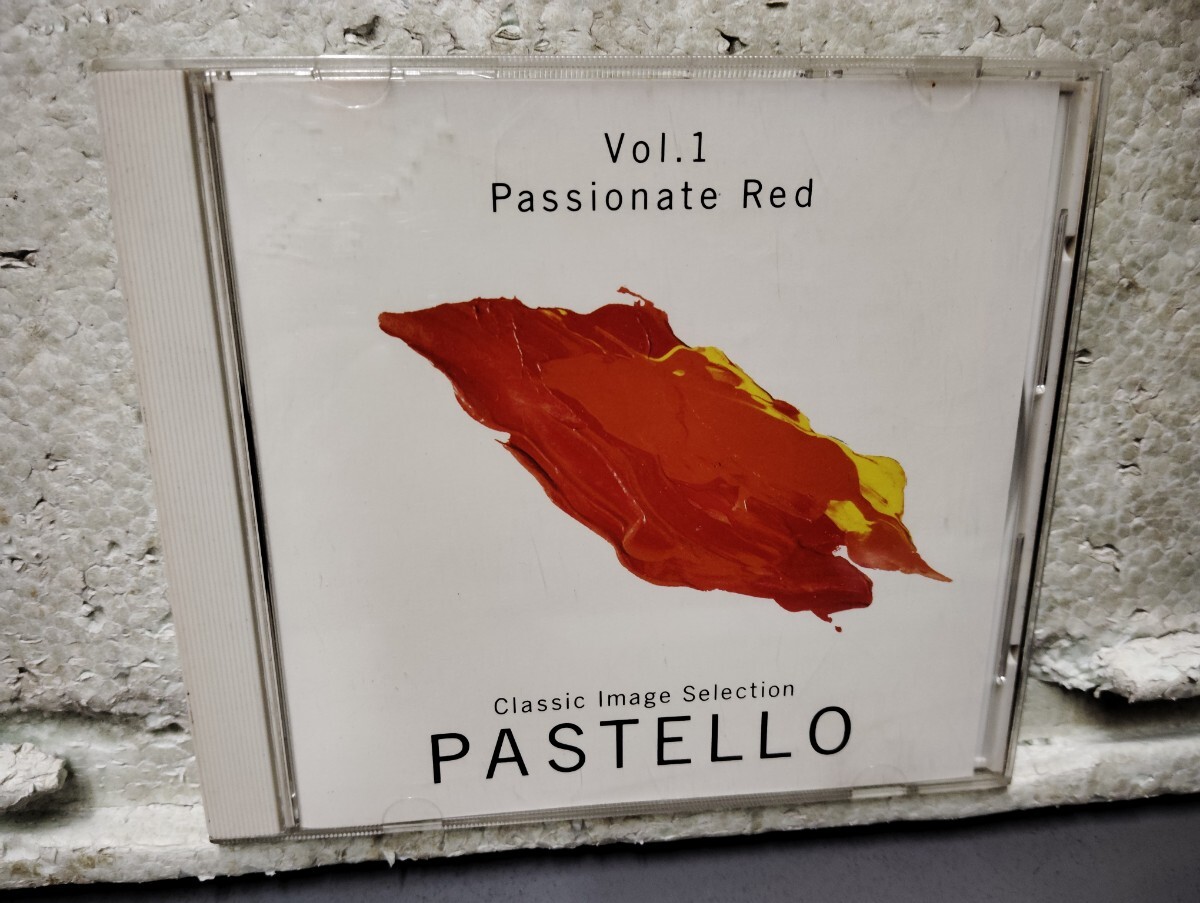 Vol.1
Passionate Red
Classic Image Selection
PASTELLO